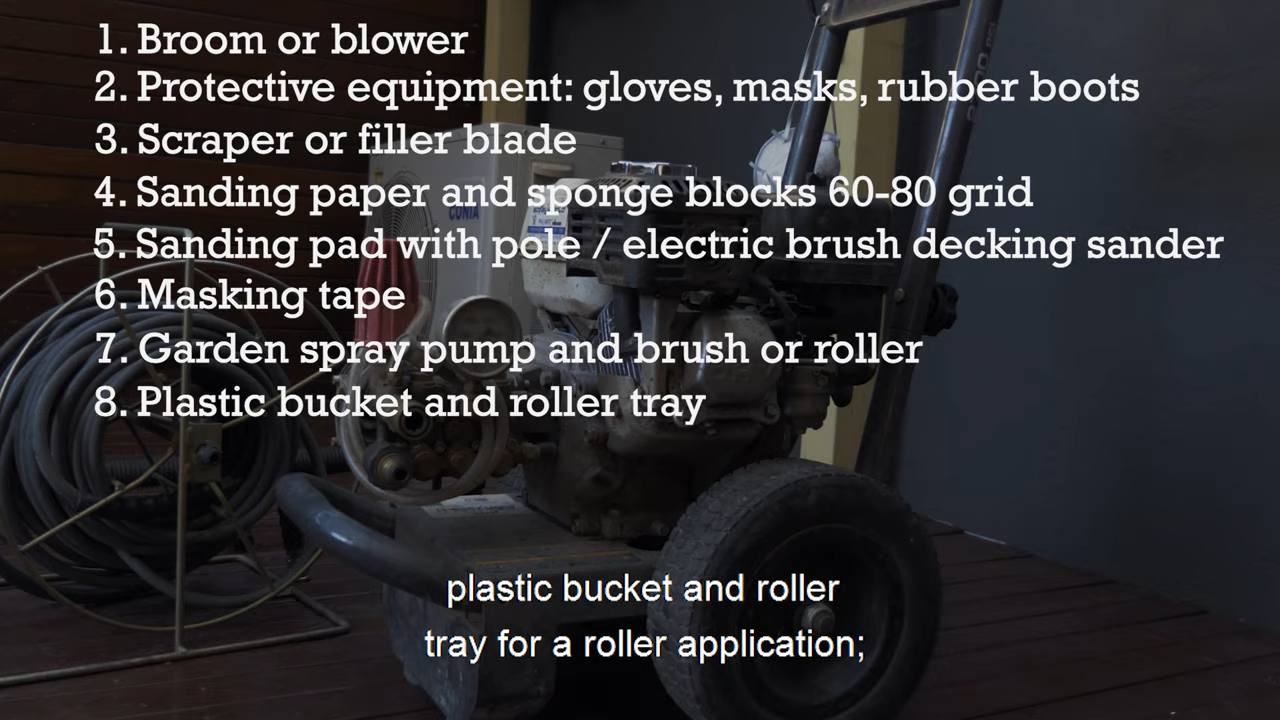 1. Broom or blower
2. Protective equipment: gloves, masks, rubber boots
3. Scraper or filler blade
4. Sanding paper and sponge blocks 60-80 grid
5. Sanding pad with pole / electric brush decking sander
6. Masking tape
7. Garden spray pump and brush or roller
8. Plastic bucket and roller tray
CONIA
plastic bucket and roller
tray for a roller application;